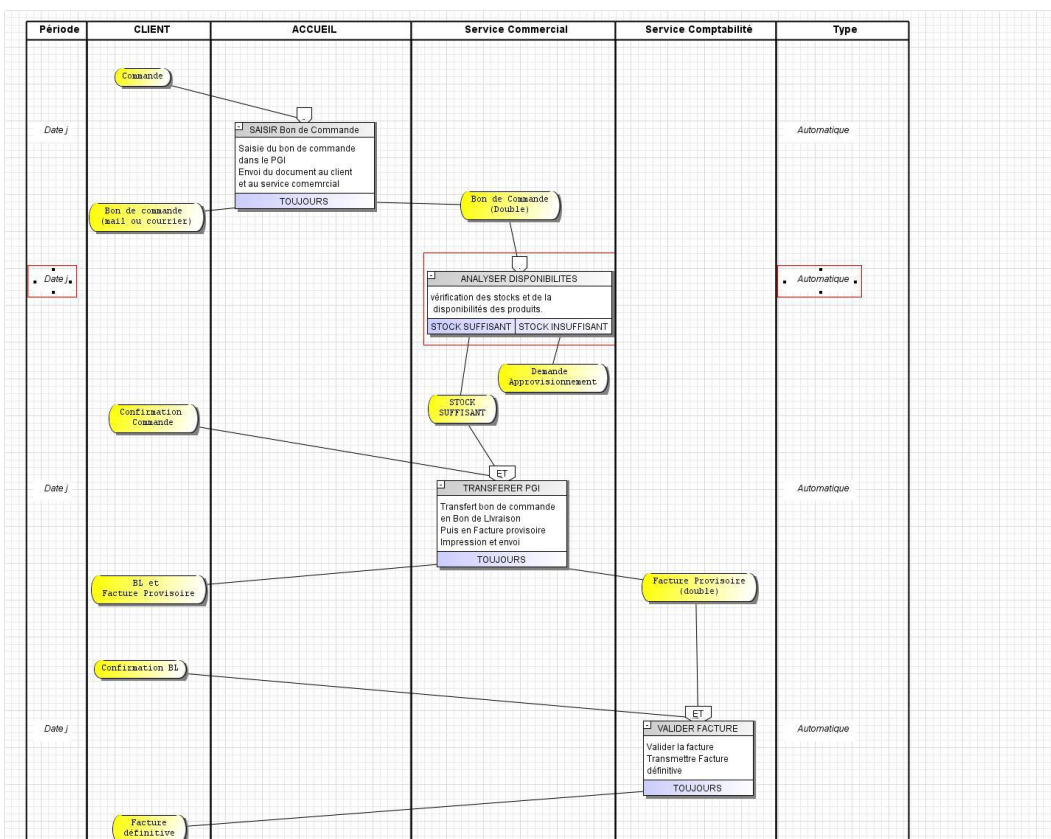 Période CLIENT ACCUEIL Service Commercial Service Comptabilité Type
Commande
Date j
- SAISIR Bon de Commande
Automatique
Saisie du bon de commande
dans le PGI
Envoi du document au client
et au service comemrcial
TOUJOURS
Bon de commande
(mail ou courrier)
Bon de Commande
(Double)
Date j
- ANALYSER DISPONIBILITES
Automatique
vérification des stocks et de la
disponibilités des produits.
STOCK SUFFISANT STOCK INSUFFISANT
Demande
Approvisionnement
STOCK
SUFFISANT
Confirmation
Commande
ET
Date j
- TRANSFERER PGI
Automatique
Transfert bon de commande
en Bon de LIvraison
Puis en Facture provisoire
Impression et envoi
TOUJOURS
BL et
Facture Provisoire
Facture Provisoire
(double)
Confirmation BL
ET
Date j
- VALIDER FACTURE
Automatique
Valider la facture
Transmettre Facture
définitive
TOUJOURS
Facture
définitive